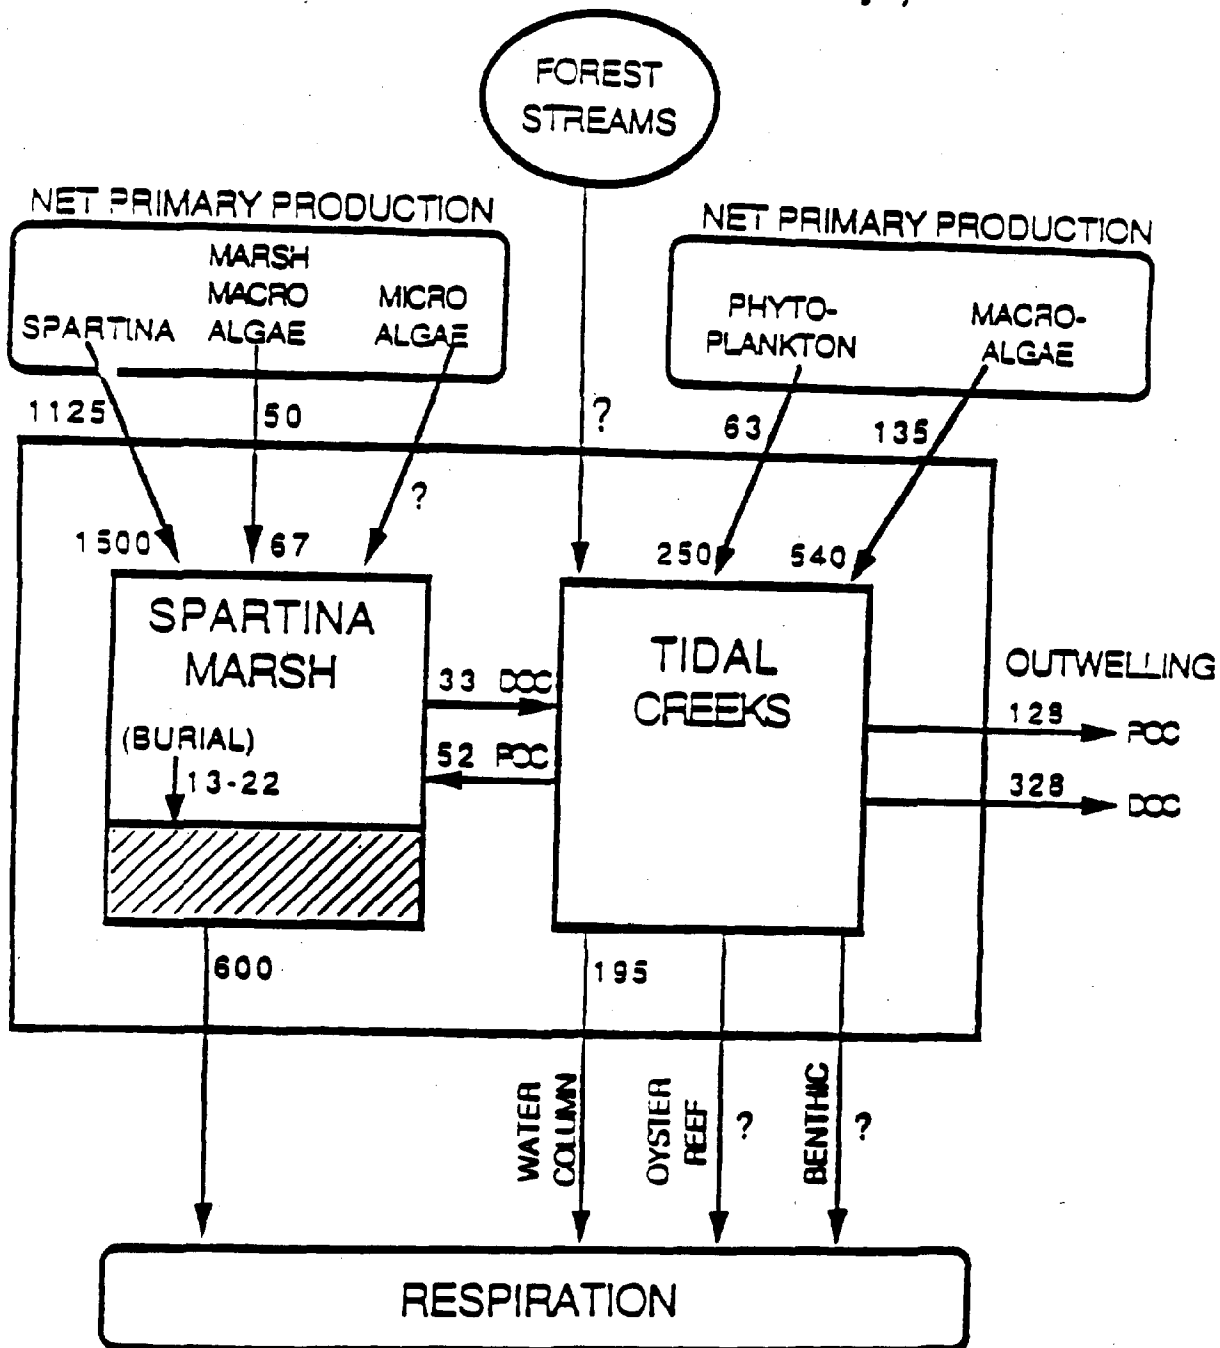 FOREST
STREAMS
NET PRIMARY PRODUCTION
SPARTINA
MARSH
MACRO
ALGAE
MICRO
ALGAE
NET PRIMARY PRODUCTION
PHYTO-
PLANKTON
MACRO-
ALGAE
1125
50
?
?
63
135
1500
67
250
540
SPARTINA
MARSH
(BURIAL)
13-22
33 DOC
52 POC
TIDAL
CREEKS
OUTWELLING
128
POC
328
DOC
600
195
WATER
COLUMN
OYSTER
REEF
?
BENTHIC
?
RESPIRATION